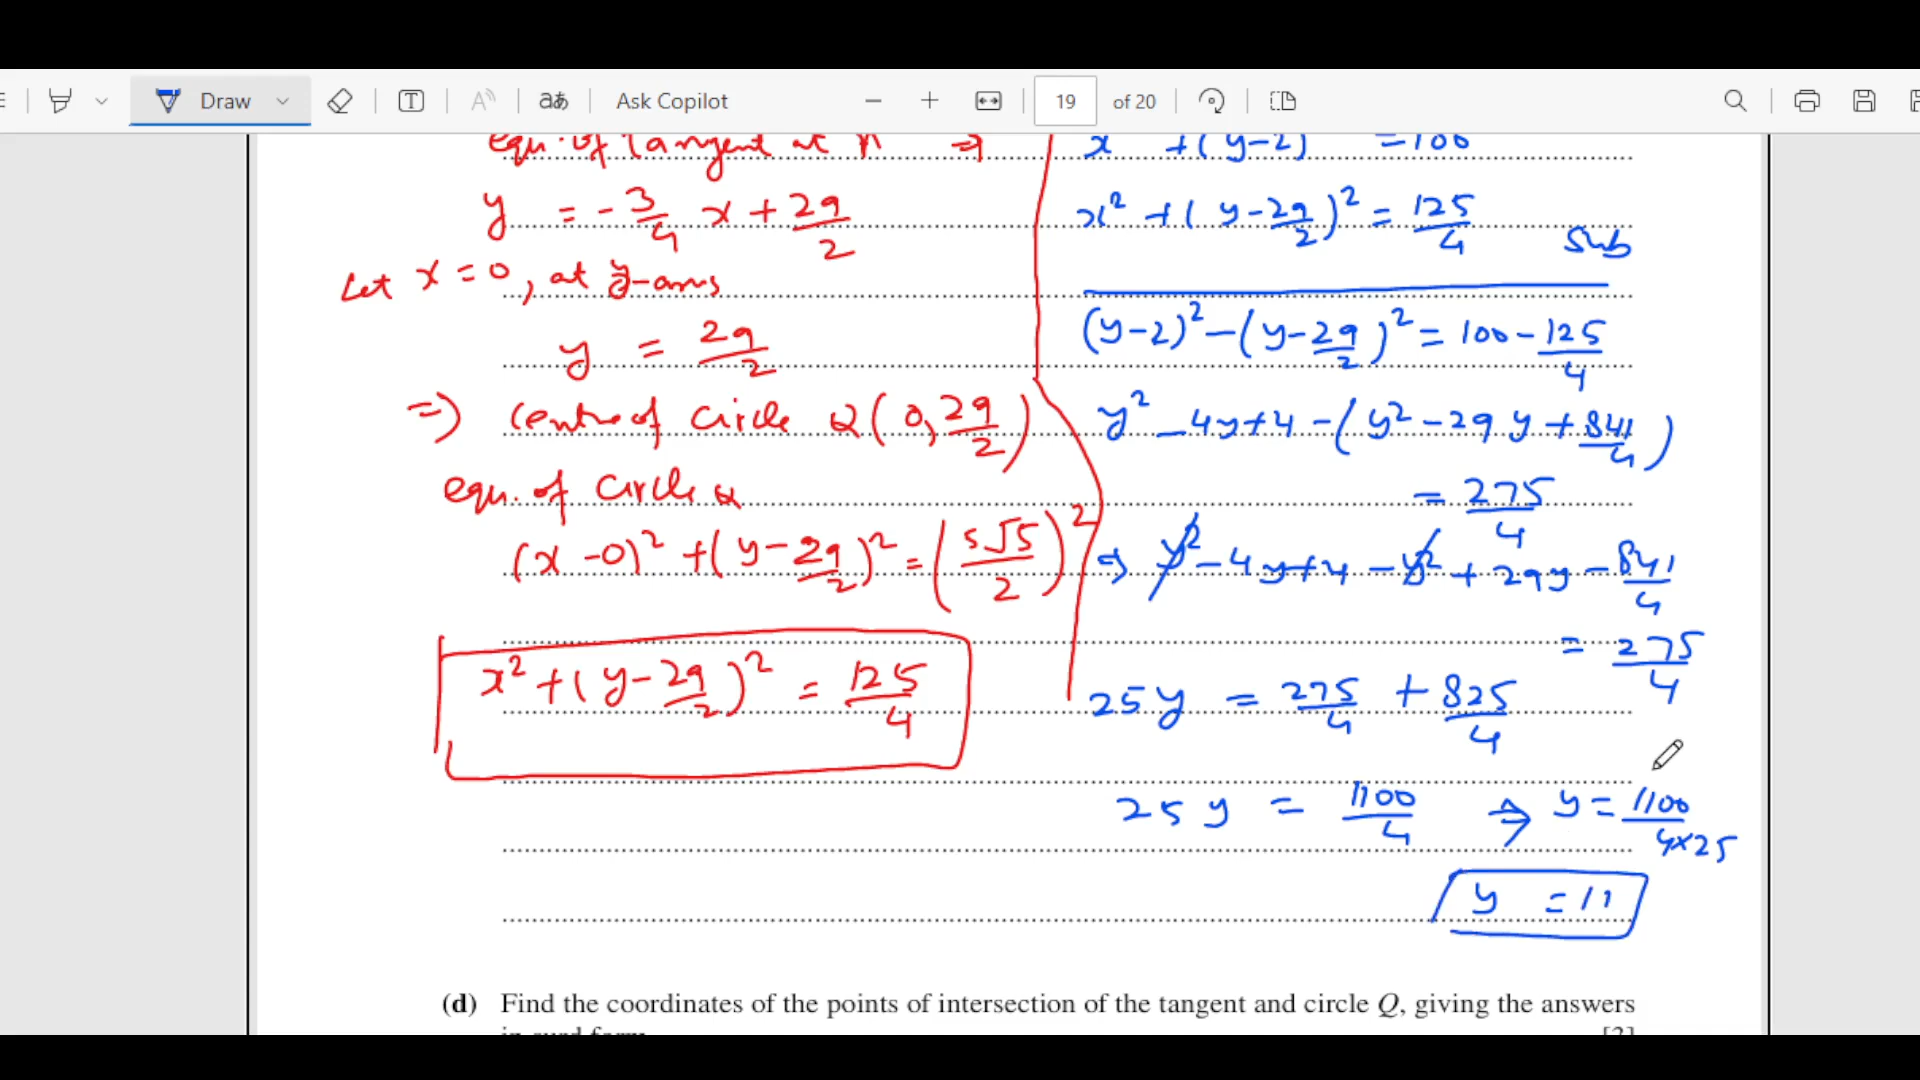 Draw
Ask Copilot
19 of 20
equ. of Tangent at R ⇒
y = -3/4 x + 29/2
Let x = 0, at y-axis
y = 29/2
⇒) Centre of Circle Q (0, 29/2)
equ. of Circle Q
(x - 0)² + (y - 29/2)² = (5√5/2)²
x² + (y - 29/2)² = 125/4
x + (y-2) = 100
x² + (y - 29/2)² = 125/4
sub
(y-2)² - (y - 29/2)² = 100 - 125/4
y² - 4y + 4 - (y² - 29y + 841/4)
= 275/4
⇒ y² - 4y + 4 - y² + 29y - 841/4
= 275/4
25y = 275/4 + 825/4
25y = 1100/4 ⇒ y = 1100/4×25
y = 11
(d) Find the coordinates of the points of intersection of the tangent and circle Q, giving the answers
in surd form.
[3]